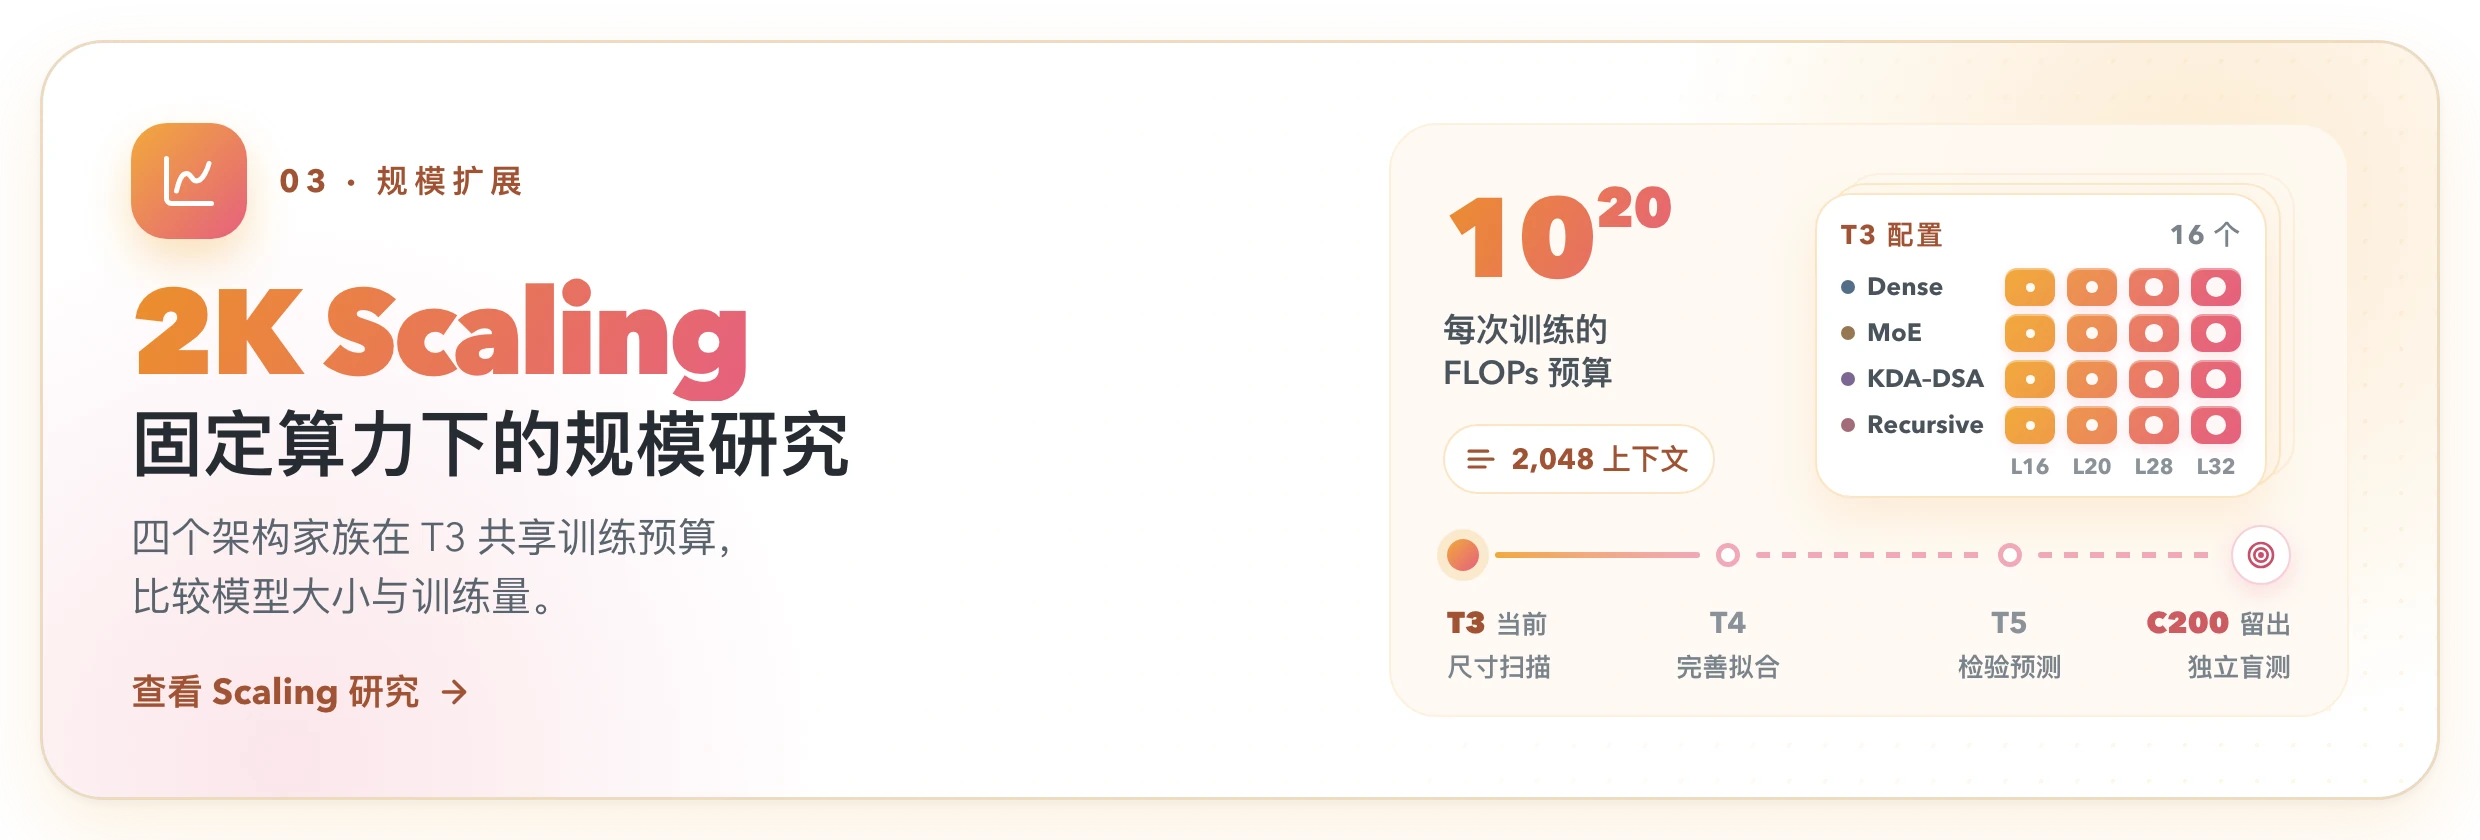 03 · 规模扩展
2K Scaling
固定算力下的规模研究
四个架构家族在 T3 共享训练预算，
比较模型大小与训练量。
查看 Scaling 研究 →
10²⁰
每次训练的
FLOPs 预算
2,048 上下文
T3 配置 16 个
Dense
MoE
KDA-DSA
Recursive
L16 L20 L28 L32
T3 当前
尺寸扫描
T4
完善拟合
T5
检验预测
C200 留出
独立盲测